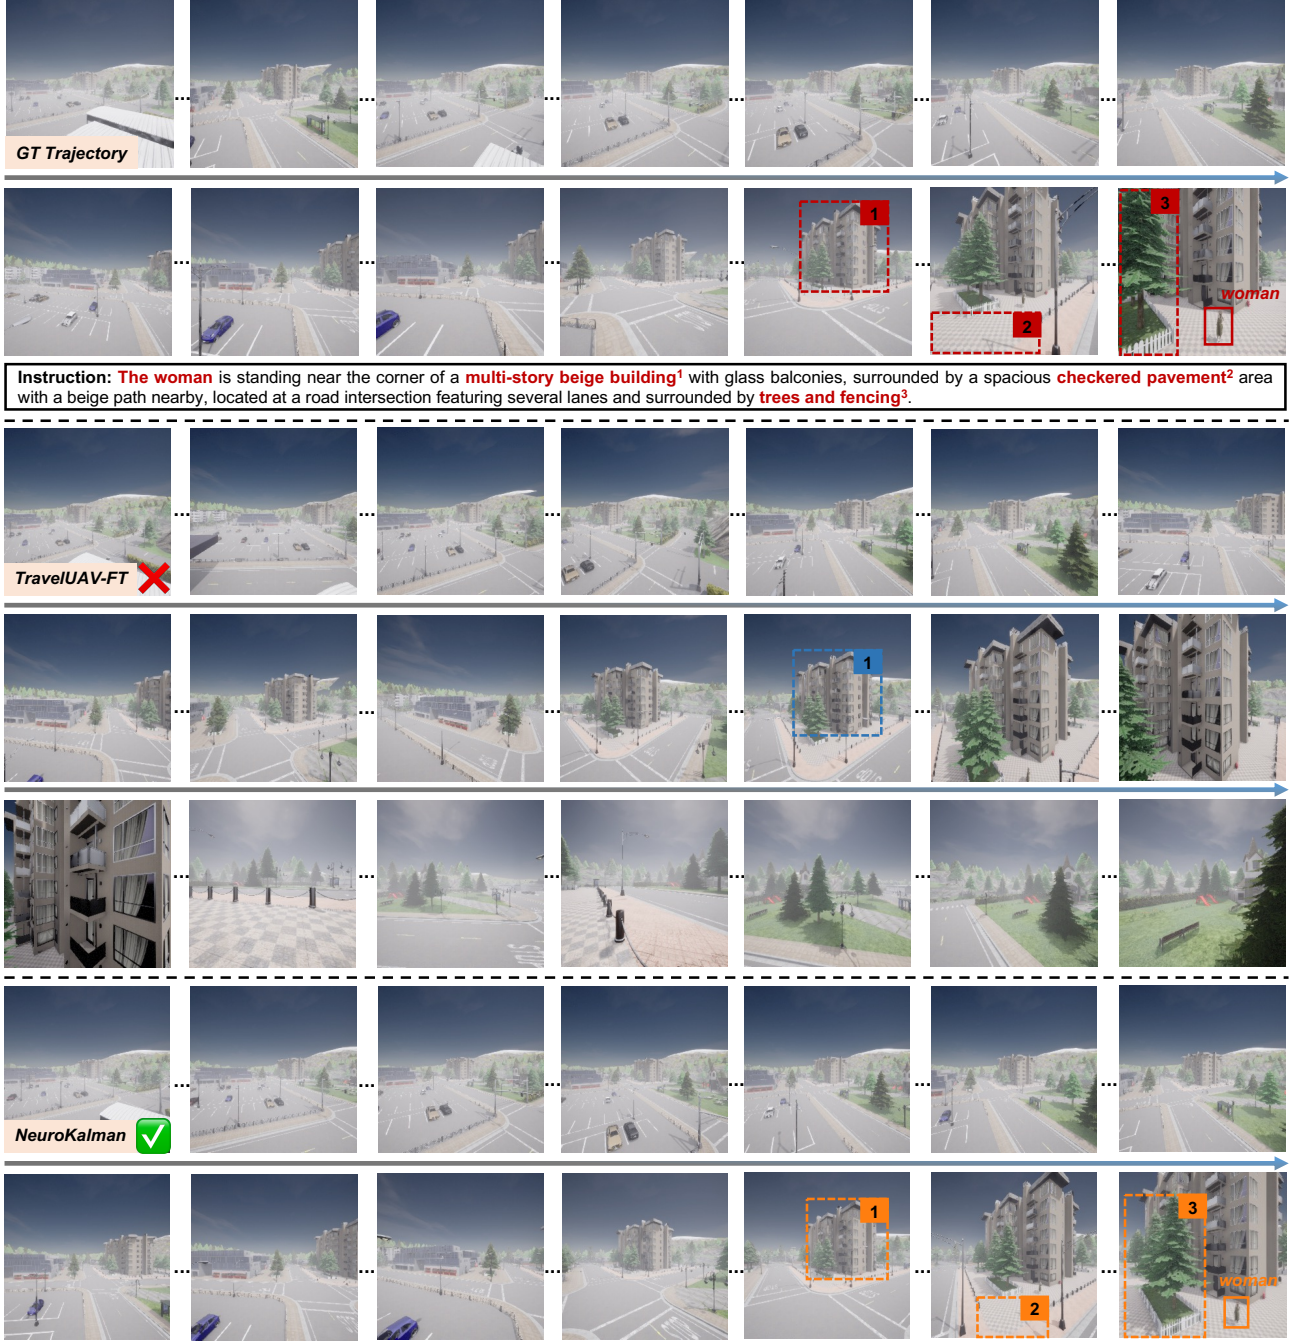 GT Trajectory
1
2
3
woman
Instruction: The woman is standing near the corner of a multi-story beige building¹ with glass balconies, surrounded by a spacious checkered pavement² area
with a beige path nearby, located at a road intersection featuring several lanes and surrounded by trees and fencing³.
TravelUAV-FT
1
NeuroKalman
1
2
3
woman